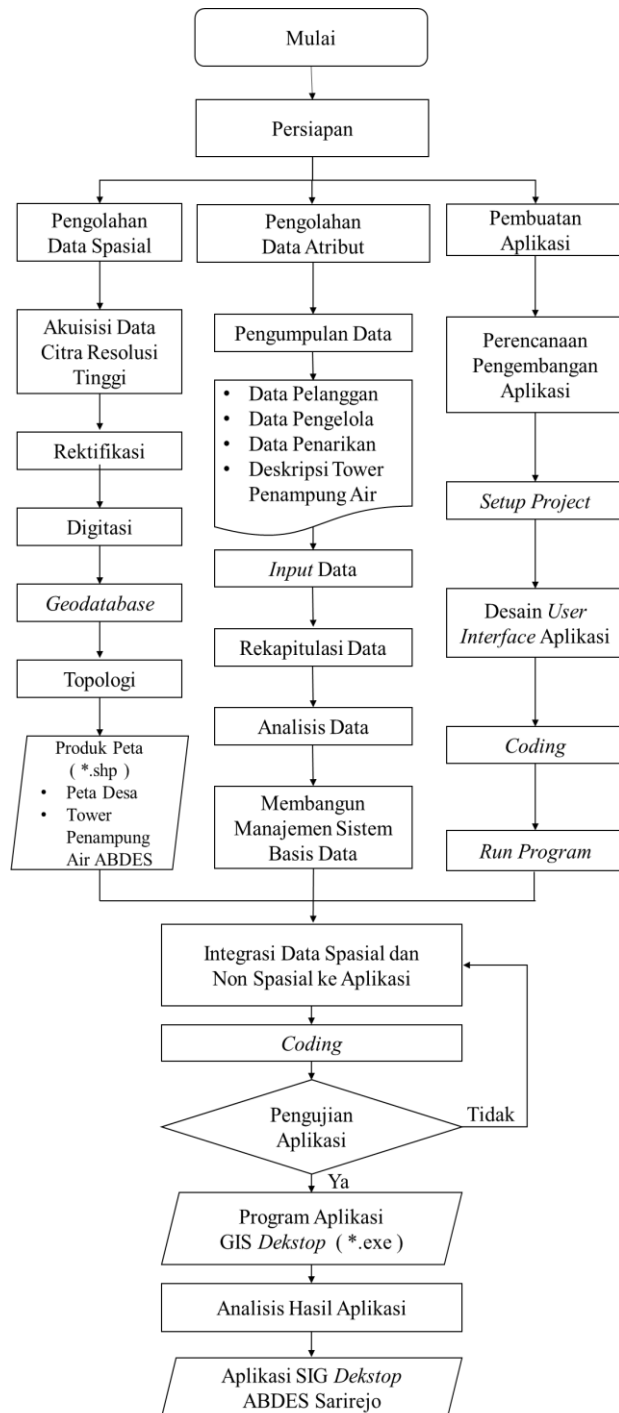 Mulai
Persiapan
Pengolahan
Data Spasial
Akuisisi Data
Citra Resolusi
Tinggi
Rektifikasi
Digitasi
Geodatabase
Topologi
Produk Peta
( *.shp )
• Peta Desa
• Tower
Penampung
Air ABDES
Pengolahan
Data Atribut
Pengumpulan Data
• Data Pelanggan
• Data Pengelola
• Data Penarikan
• Deskripsi Tower
Penampung Air
Input Data
Rekapitulasi Data
Analisis Data
Membangun
Manajemen Sistem
Basis Data
Pembuatan
Aplikasi
Perencanaan
Pengembangan
Aplikasi
Setup Project
Desain User
Interface Aplikasi
Coding
Run Program
Integrasi Data Spasial dan
Non Spasial ke Aplikasi
Coding
Pengujian
Aplikasi
Tidak
Ya
Program Aplikasi
GIS Dekstop ( *.exe )
Analisis Hasil Aplikasi
Aplikasi SIG Dekstop
ABDES Sarirejo